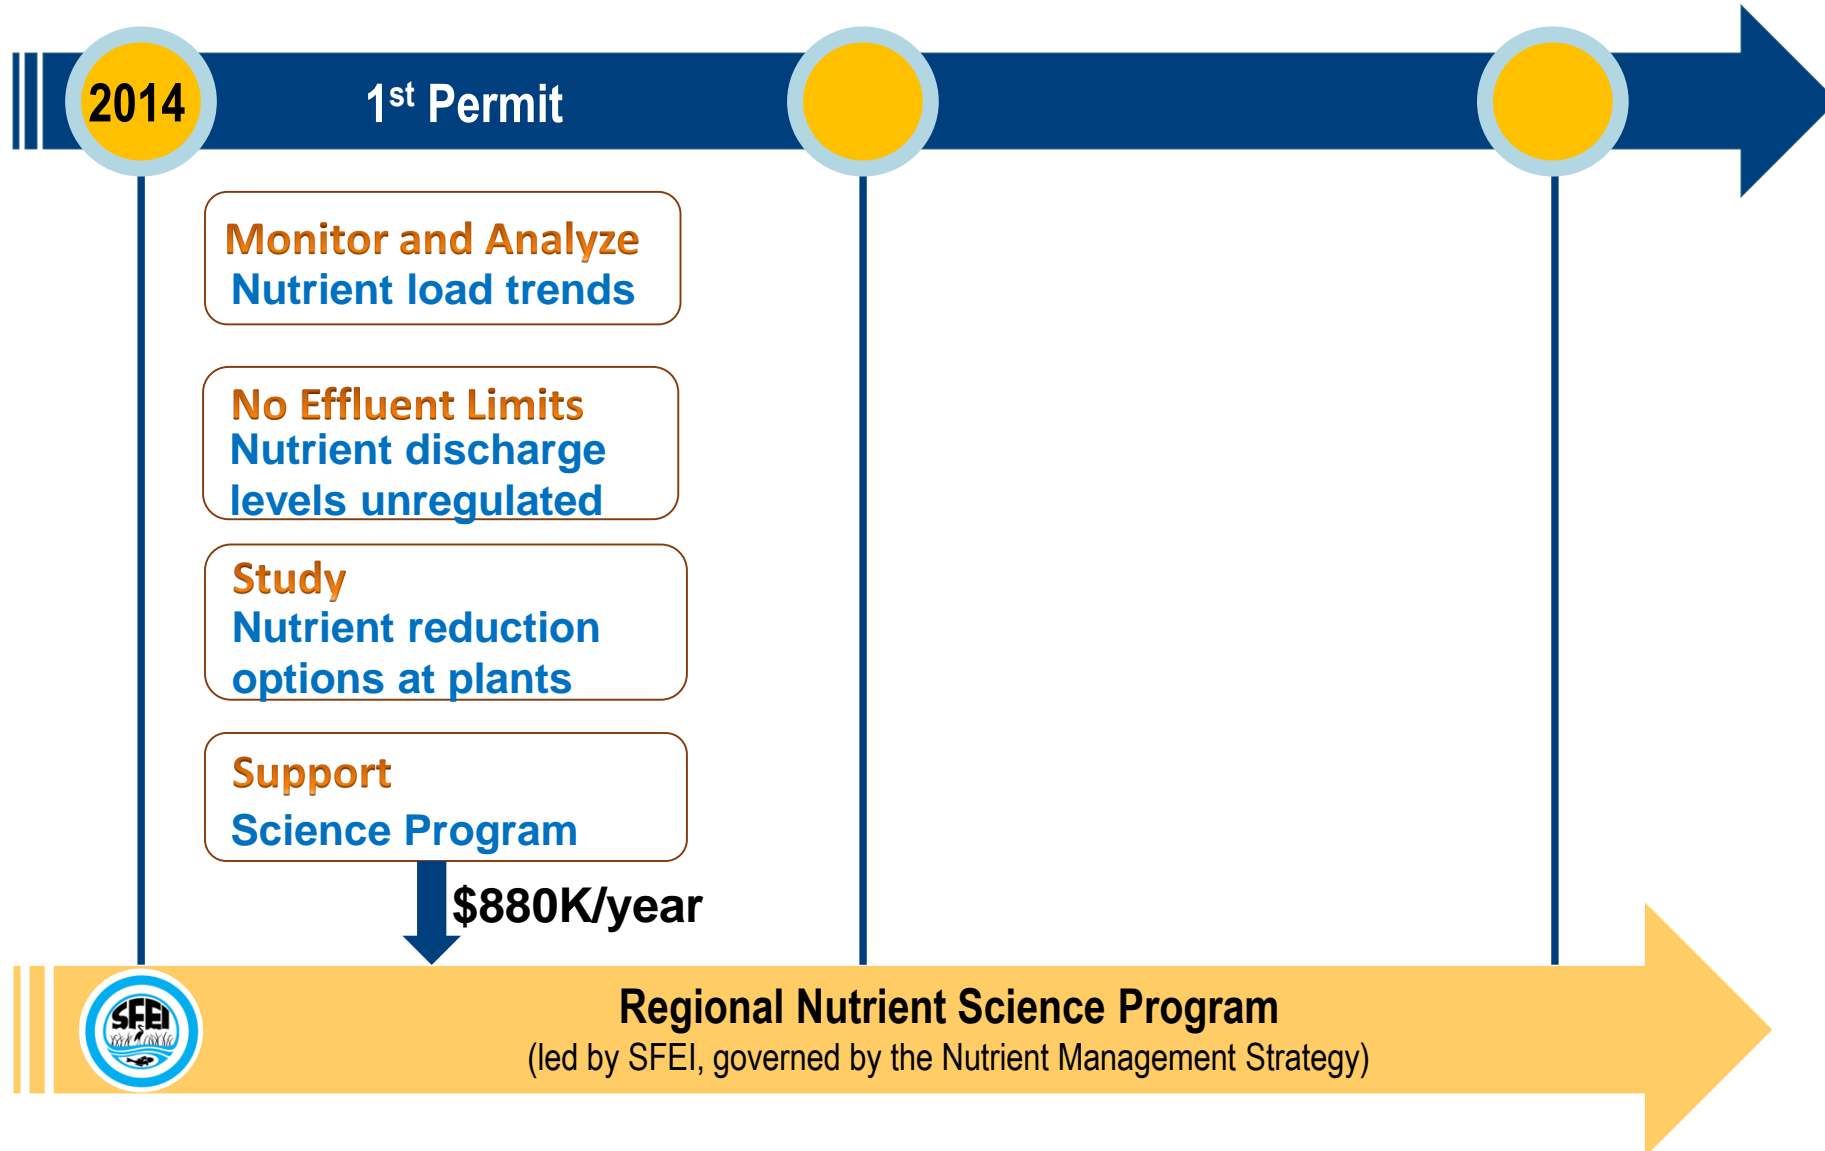 2014
1st Permit
Monitor and Analyze
Nutrient load trends
No Effluent Limits
Nutrient discharge
levels unregulated
Study
Nutrient reduction
options at plants
Support
Science Program
$880K/year
SFEI
Regional Nutrient Science Program
(led by SFEI, governed by the Nutrient Management Strategy)